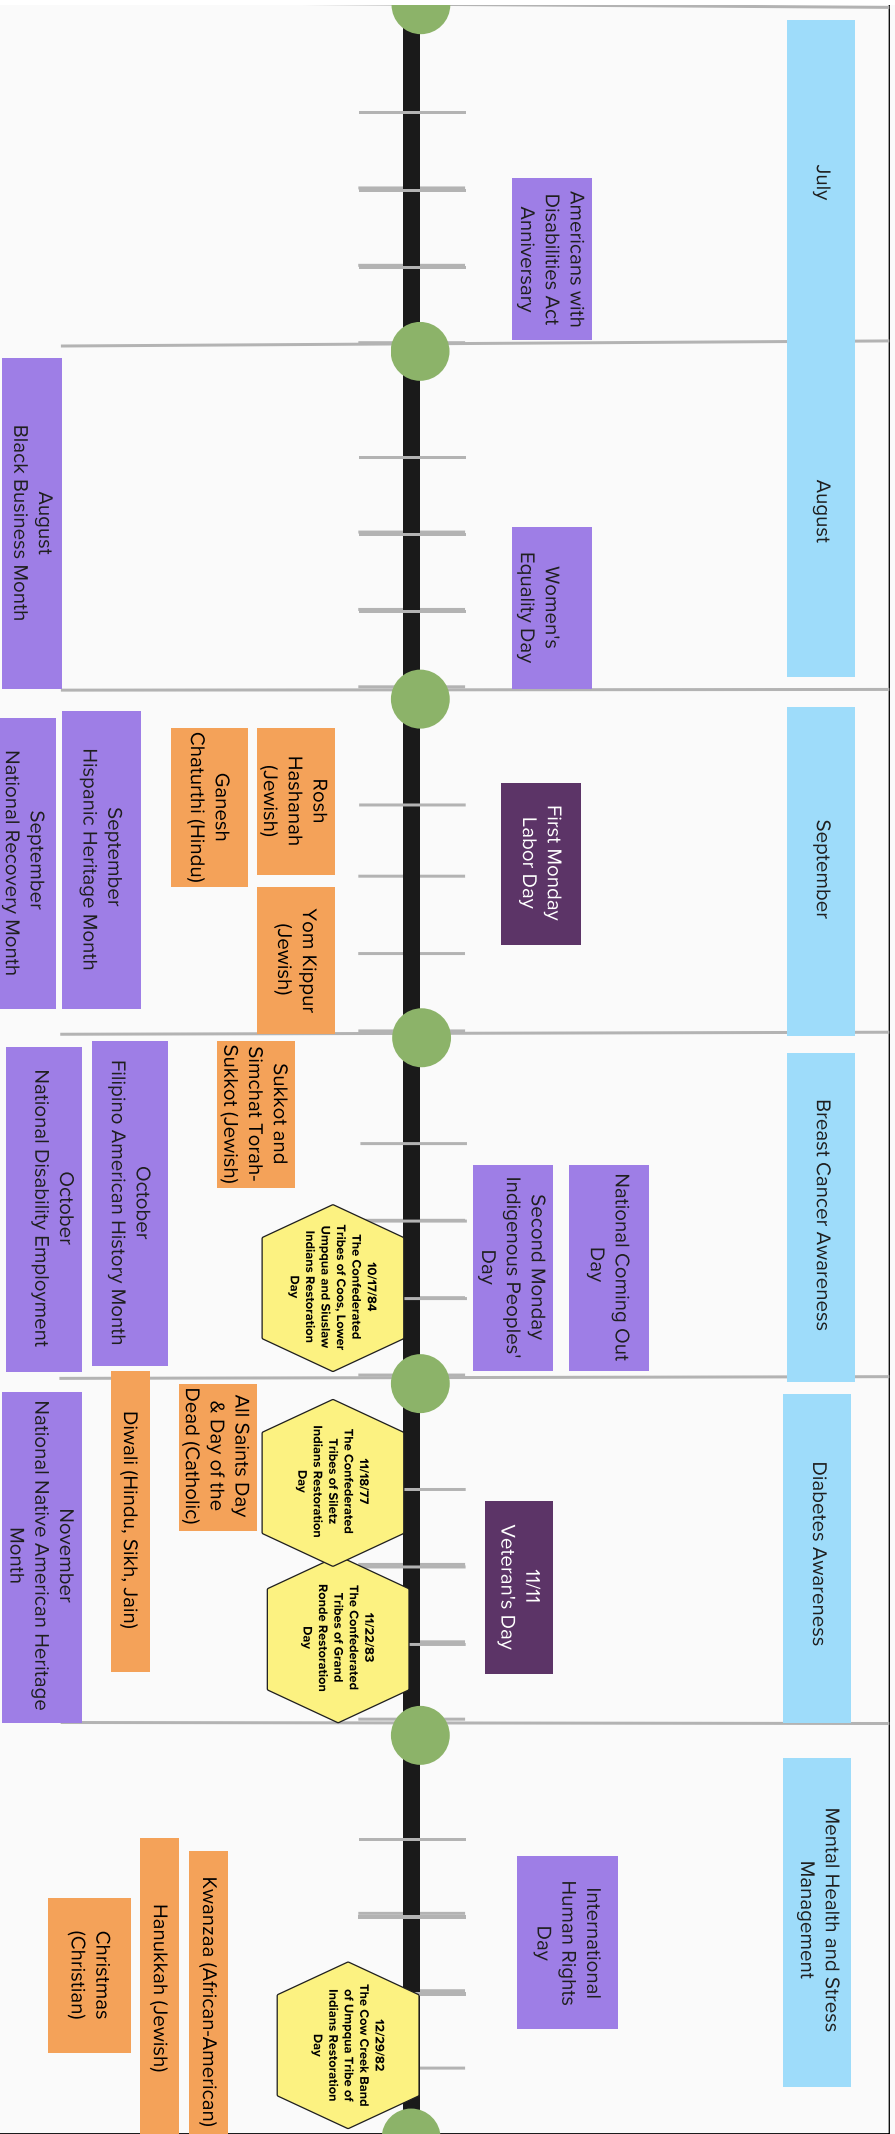 July
August
September
Breast Cancer Awareness
Diabetes Awareness
Mental Health and Stress
Management
Americans with
Disabilities Act
Anniversary
Women's
Equality Day
First Monday
Labor Day
National Coming Out
Day
Second Monday
Indigenous Peoples'
Day
11/11
Veteran's Day
International
Human Rights
Day
10/17/84
The Confederated
Tribes of Coos, Lower
Umpqua and Siuslaw
Indians Restoration
Day
11/18/77
The Confederated
Tribes of Siletz
Indians Restoration
Day
11/22/83
The Confederated
Tribes of Grand
Ronde Restoration
Day
12/29/82
The Cow Creek Band
of Umpqua Tribe of
Indians Restoration
Day
Rosh
Hashanah
(Jewish)
Yom Kippur
(Jewish)
Ganesh
Chaturthi (Hindu)
Sukkot and
Simchat Torah-
Sukkot (Jewish)
All Saints Day
& Day of the
Dead (Catholic)
Diwali (Hindu, Sikh, Jain)
Kwanzaa (African-American)
Hanukkah (Jewish)
Christmas
(Christian)
August
Black Business Month
September
Hispanic Heritage Month
September
National Recovery Month
October
Filipino American History Month
October
National Disability Employment
November
National Native American Heritage
Month